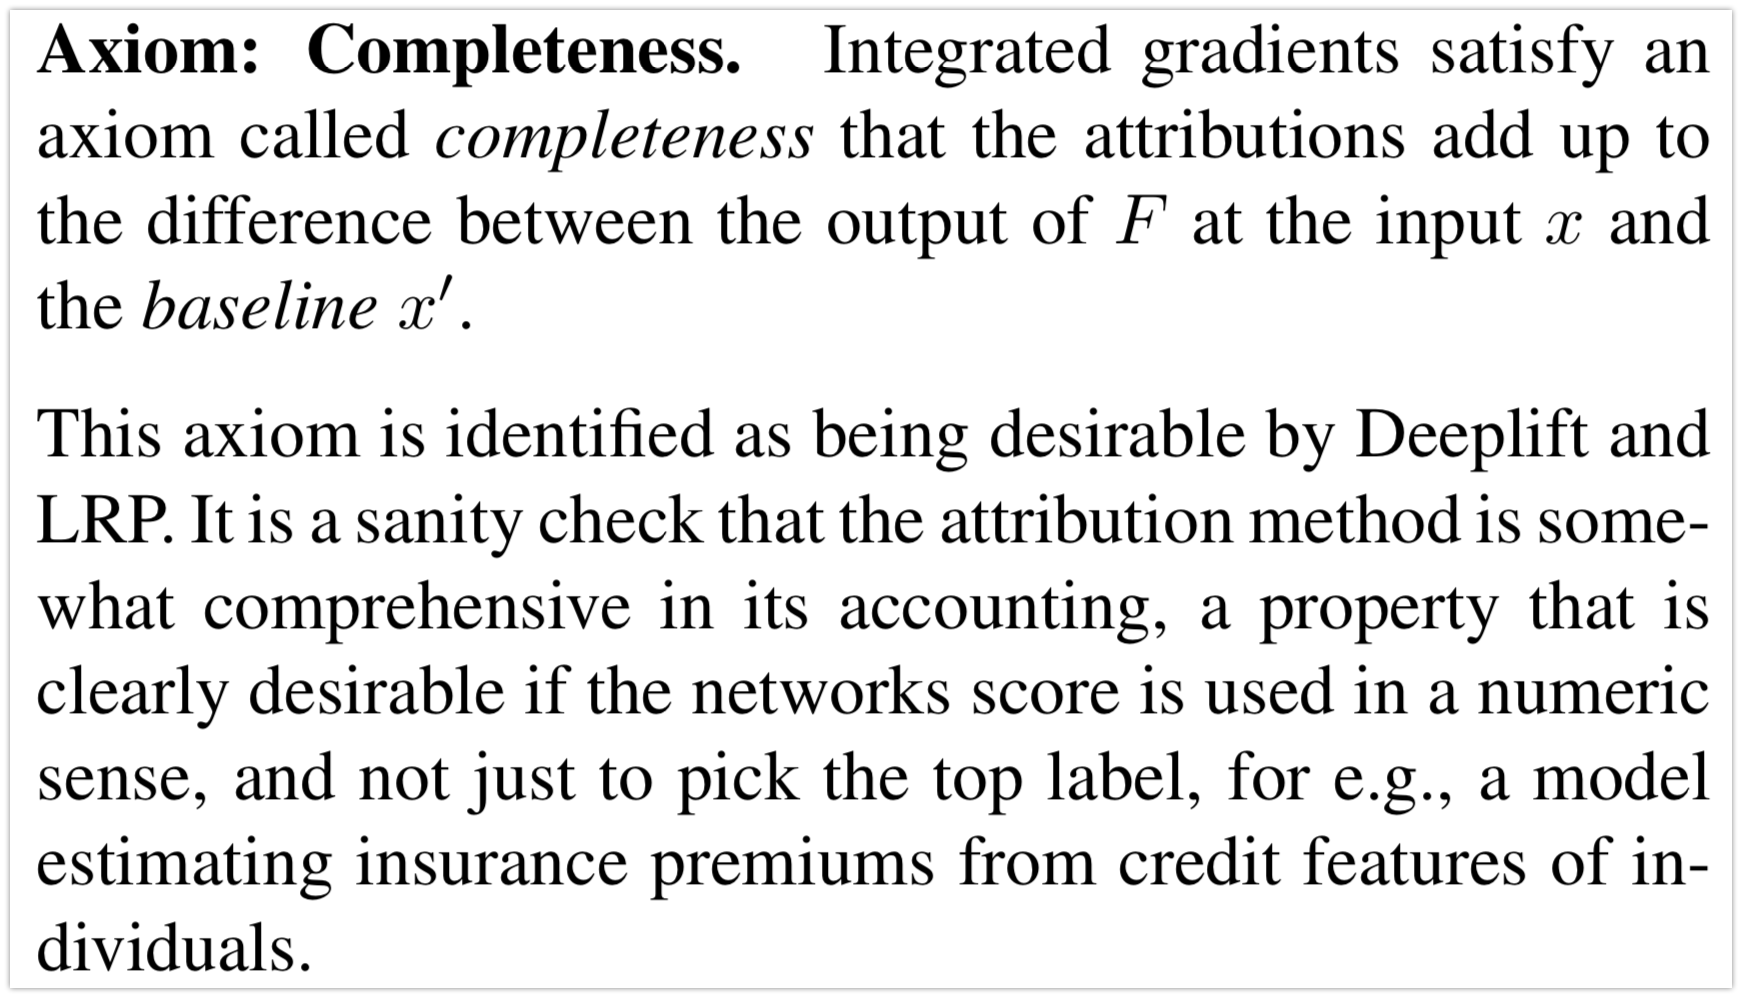 Axiom: Completeness. Integrated gradients satisfy an
axiom called completeness that the attributions add up to
the difference between the output of F at the input x and
the baseline x′.
This axiom is identified as being desirable by Deeplift and
LRP. It is a sanity check that the attribution method is some-
what comprehensive in its accounting, a property that is
clearly desirable if the networks score is used in a numeric
sense, and not just to pick the top label, for e.g., a model
estimating insurance premiums from credit features of in-
dividuals.